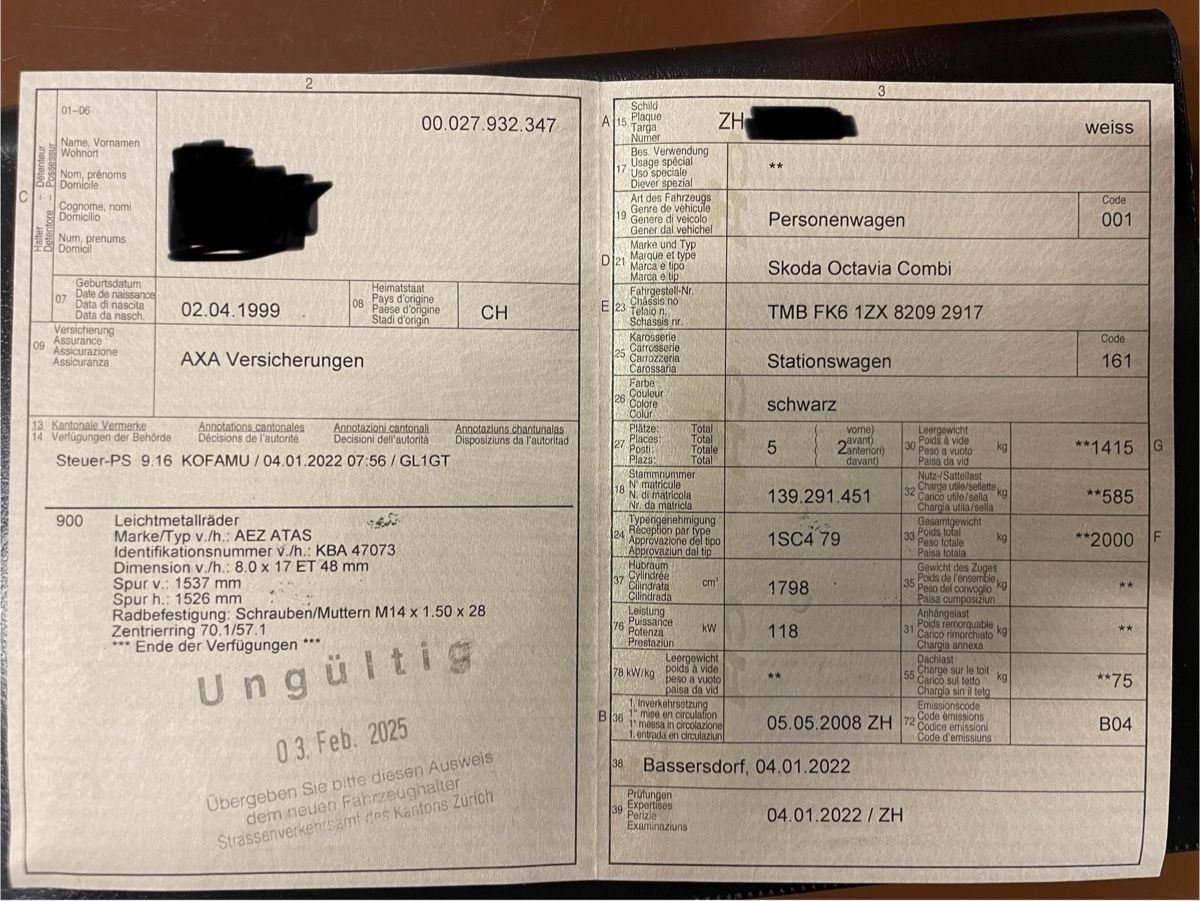 2
01–06
00.027.932.347
Name, Vornamen
Wohnort
Nom, prénoms
Domicile
Cognome, nomi
Domicilio
Num, prenums
Domicil
C
Halter – Détenteur
Detentore – Possessur
07
Geburtsdatum
Date de naissance
Data di nascita
Data da nasch.
02.04.1999
08
Heimatstaat
Pays d'origine
Paese d'origine
Stadi d'origin
CH
09
Versicherung
Assurance
Assicurazione
Assicuranza
AXA Versicherungen
13 Kantonale Vermerke Annotations cantonales Annotazioni cantonali Annotaziuns chantunalas
14 Verfügungen der Behörde Décisions de l'autorité Decisioni dell'autorità Disposiziuns da l'autoritad
Steuer-PS 9.16 KOFAMU / 04.01.2022 07:56 / GL1GT
900 Leichtmetallräder
Marke/Typ v./h.: AEZ ATAS
Identifikationsnummer v./h.: KBA 47073
Dimension v./h.: 8.0 x 17 ET 48 mm
Spur v.: 1537 mm
Spur h.: 1526 mm
Radbefestigung: Schrauben/Muttern M14 x 1.50 x 28
Zentrierring 70.1/57.1
*** Ende der Verfügungen ***
Ungültig
03. Feb. 2025
Übergeben Sie bitte diesen Ausweis
dem neuen Fahrzeughalter
Strassenverkehrsamt des Kantons Zürich
3
A 15
Schild
Plaque
Targa
Numer
ZH
weiss
17
Bes. Verwendung
Usage spécial
Uso speciale
Diever spezial
**
19
Art des Fahrzeugs
Genre de véhicule
Genere di veicolo
Gener dal vehichel
Personenwagen
Code
001
D 21
Marke und Typ
Marque et type
Marca e tipo
Marca e tip
Skoda Octavia Combi
E 23
Fahrgestell-Nr.
Châssis no
Telaio n.
Schassis nr.
TMB FK6 1ZX 8209 2917
25
Karosserie
Carrosserie
Carrozzeria
Carossaria
Stationswagen
Code
161
26
Farbe
Couleur
Colore
Colur
schwarz
27
Plätze: Total
Places: Total
Posti: Totale
Plazs: Total
5
2
vorne)
avant)
anteriori)
davant)
30
Leergewicht
Poids à vide
Peso a vuoto
Paisa da vid
kg
**1415
G
18
Stammnummer
N° matricule
N. di matricola
Nr. da matricla
139.291.451
32
Nutz-/Sattellast
Charge utile/sellette
Carico utile/sella
Chargia utila/sella
kg
**585
24
Typengenehmigung
Réception par type
Approvazione del tipo
Approvaziun dal tip
1SC4 79
33
Gesamtgewicht
Poids total
Peso totale
Paisa totala
kg
**2000
F
37
Hubraum
Cylindrée
Cilindrata
Cilindrada
cm³
1798
35
Gewicht des Zuges
Poids de l'ensemble
Peso del convoglio
Paisa cumposiziun
kg
**
76
Leistung
Puissance
Potenza
Prestaziun
kW
118
31
Anhängelast
Poids remorquable
Carico rimorchiato
Chargia annexa
kg
**
78 kW/kg
Leergewicht
poids à vide
peso a vuoto
paisa da vid
**
55
Dachlast
Charge sur le toit
Carico sul tetto
Chargia sin il tetg
kg
**75
B 36
1. Inverkehrsetzung
1re mise en circulation
1a messa in circolazione
1. entrada en circulaziun
05.05.2008 ZH
72
Emissionscode
Code émissions
Codice emissioni
Code d'emissiuns
B04
38
Bassersdorf, 04.01.2022
39
Prüfungen
Expertises
Perizie
Examinaziuns
04.01.2022 / ZH